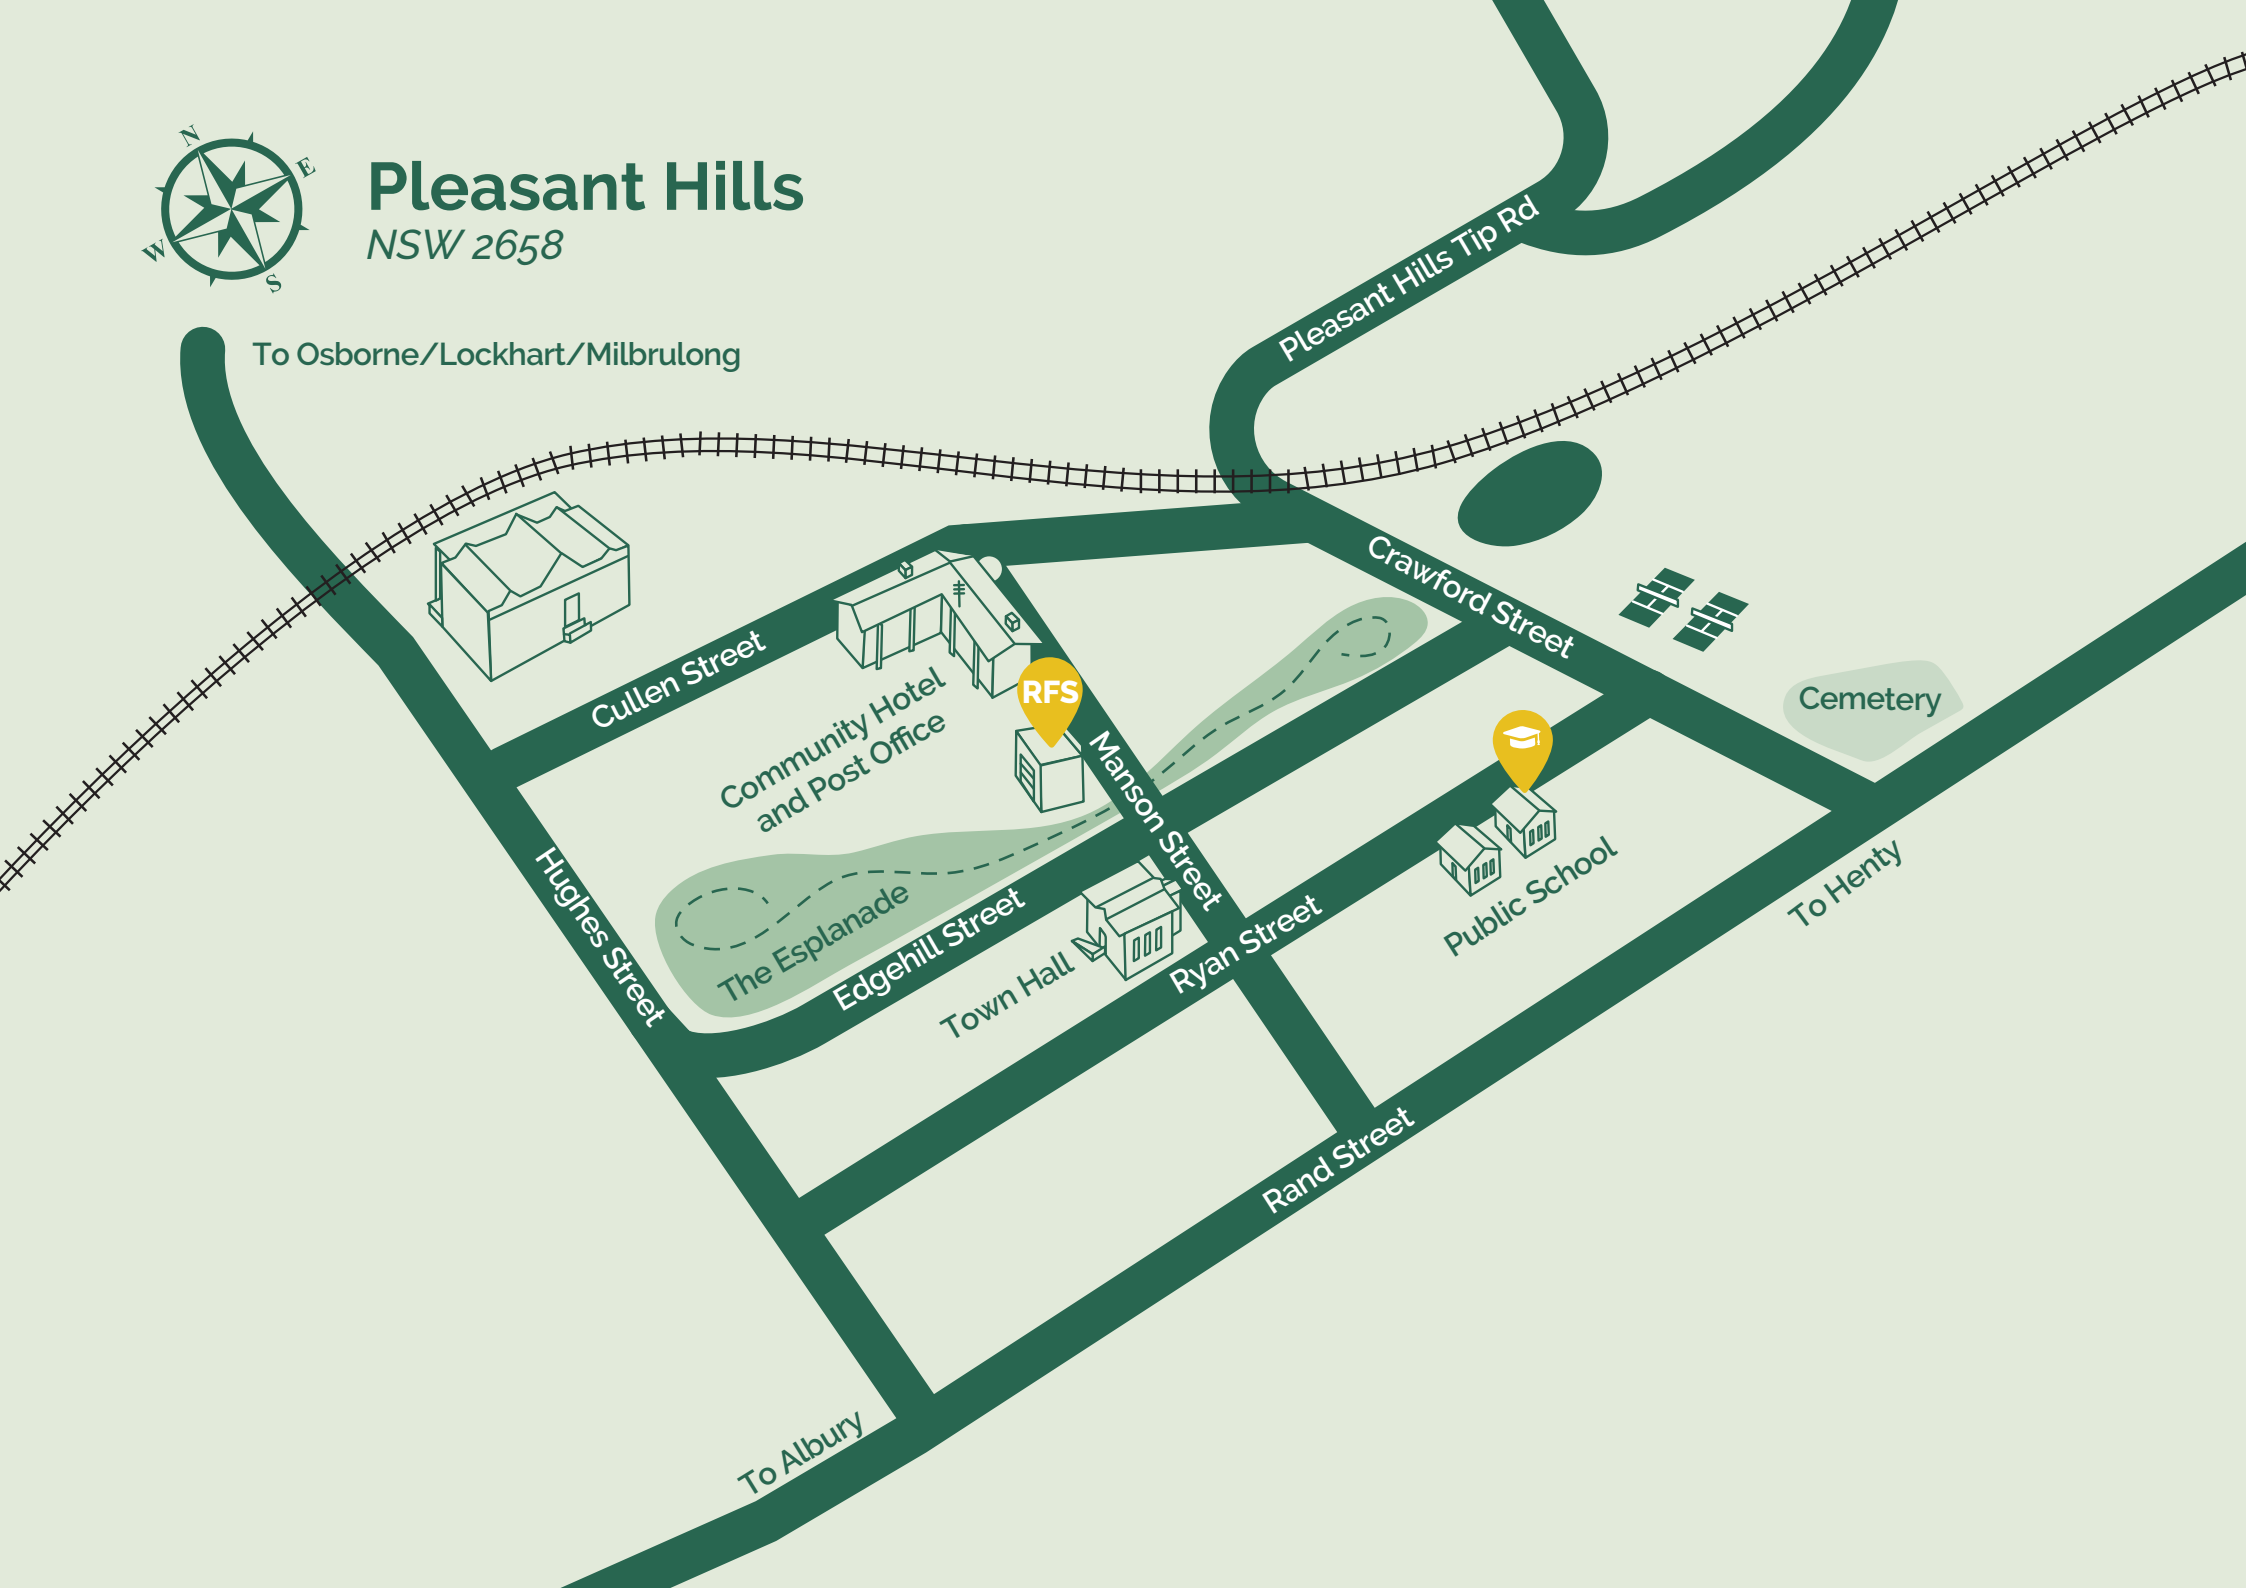 N
E
W
S
Pleasant Hills
NSW 2658
To Osborne/Lockhart/Milbrulong
Pleasant Hills Tip Rd
Crawford Street
Cullen Street
Community Hotel
and Post Office
RFS
Manson Street
Cemetery
Hughes Street
The Esplanade
Edgehill Street
Town Hall
Ryan Street
Public School
To Henty
Rand Street
To Albury